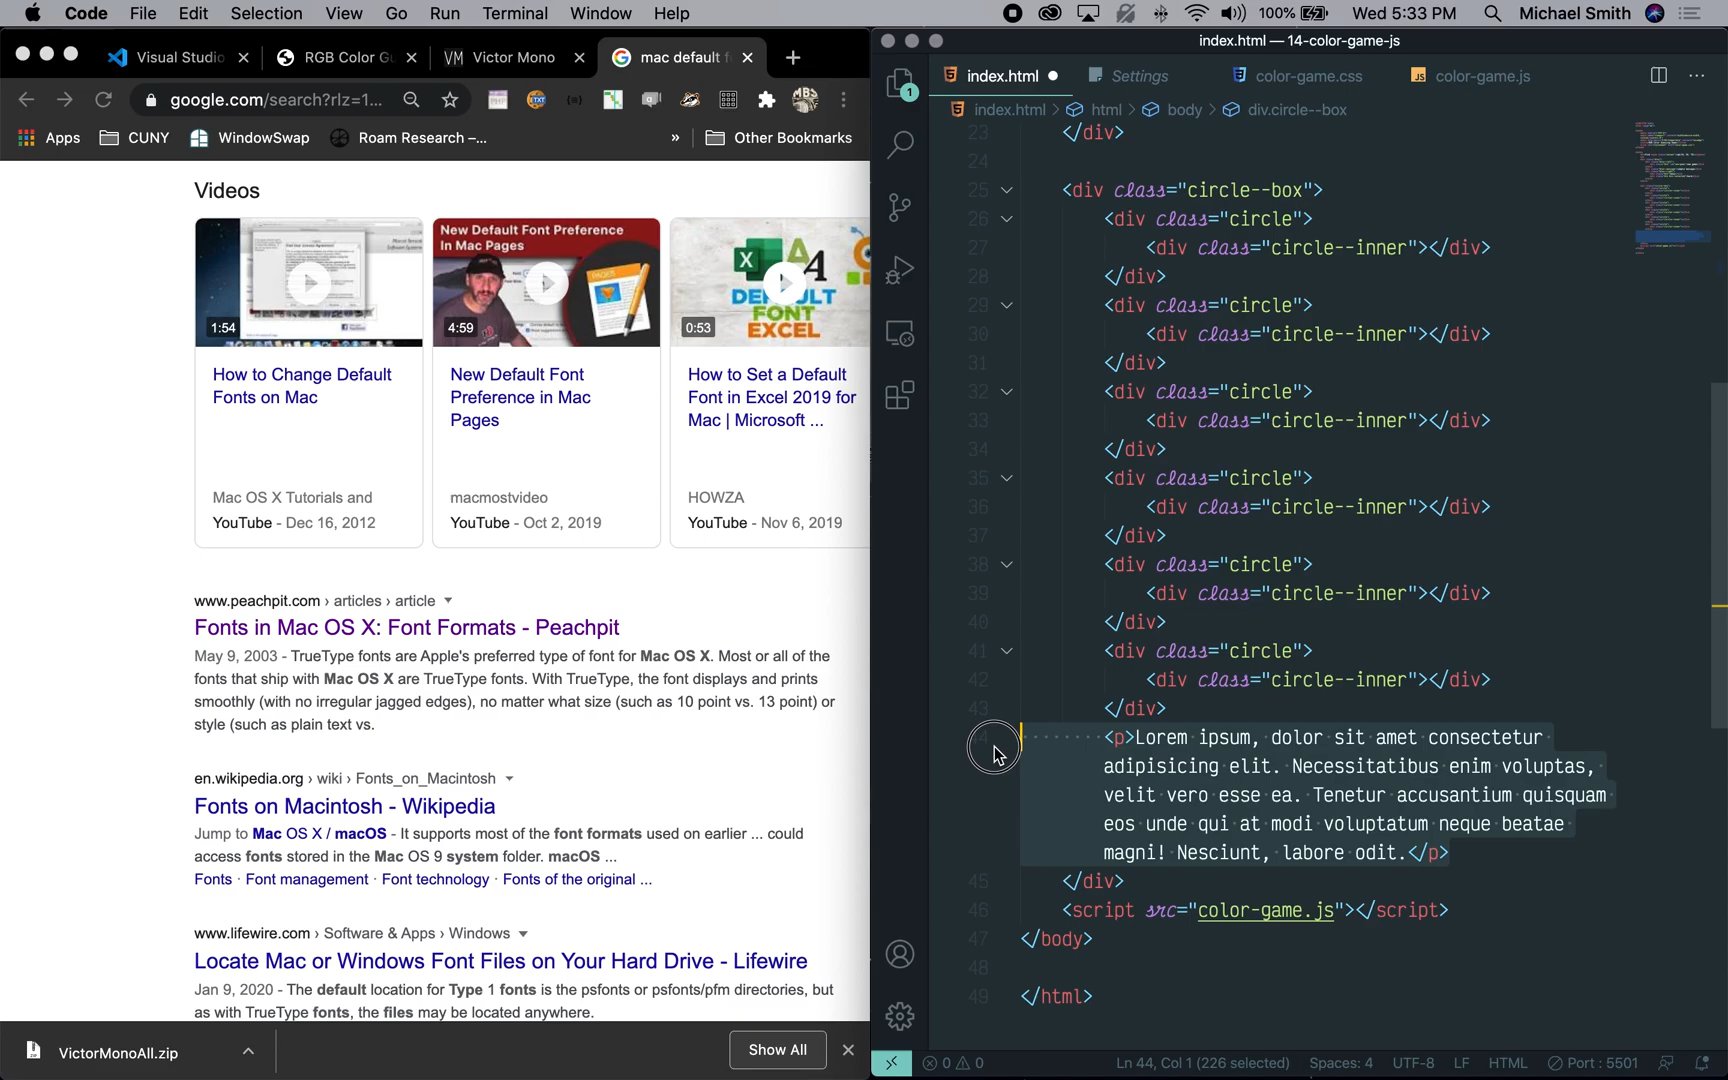 Code File Edit Selection View Go Run Terminal Window Help 100% Wed 5:33 PM Michael Smith
Visual Studio RGB Color Gu Victor Mono mac default f
google.com/search?rlz=1...
Apps CUNY WindowSwap Roam Research –... » Other Bookmarks
Videos
1:54
How to Change Default
Fonts on Mac
Mac OS X Tutorials and
YouTube - Dec 16, 2012
New Default Font Preference
In Mac Pages
4:59
New Default Font
Preference in Mac
Pages
macmostvideo
YouTube - Oct 2, 2019
DEFAULT
FONT
EXCEL
0:53
How to Set a Default
Font in Excel 2019 for
Mac | Microsoft ...
HOWZA
YouTube - Nov 6, 2019
www.peachpit.com › articles › article
Fonts in Mac OS X: Font Formats - Peachpit
May 9, 2003 - TrueType fonts are Apple's preferred type of font for Mac OS X. Most or all of the
fonts that ship with Mac OS X are TrueType fonts. With TrueType, the font displays and prints
smoothly (with no irregular jagged edges), no matter what size (such as 10 point vs. 13 point) or
style (such as plain text vs.
en.wikipedia.org › wiki › Fonts_on_Macintosh
Fonts on Macintosh - Wikipedia
Jump to Mac OS X / macOS - It supports most of the font formats used on earlier ... could
access fonts stored in the Mac OS 9 system folder. macOS ...
Fonts · Font management · Font technology · Fonts of the original ...
www.lifewire.com › Software & Apps › Windows
Locate Mac or Windows Font Files on Your Hard Drive - Lifewire
Jan 9, 2020 - The default location for Type 1 fonts is the psfonts or psfonts/pfm directories, but
as with TrueType fonts, the files may be located anywhere.
VictorMonoAll.zip Show All
index.html — 14-color-game-js
index.html Settings color-game.css color-game.js
index.html > html > body > div.circle--box
1
23 </div>
24
25 <div class="circle--box">
26 <div class="circle">
27 <div class="circle--inner"></div>
28 </div>
29 <div class="circle">
30 <div class="circle--inner"></div>
31 </div>
32 <div class="circle">
33 <div class="circle--inner"></div>
34 </div>
35 <div class="circle">
36 <div class="circle--inner"></div>
37 </div>
38 <div class="circle">
39 <div class="circle--inner"></div>
40 </div>
41 <div class="circle">
42 <div class="circle--inner"></div>
43 </div>
44 <p>Lorem ipsum, dolor sit amet consectetur
adipisicing elit. Necessitatibus enim voluptas,
velit vero esse ea. Tenetur accusantium quisquam
eos unde qui at modi voluptatum neque beatae
magni! Nesciunt, labore odit.</p>
45 </div>
46 <script src="color-game.js"></script>
47 </body>
48
49 </html>
0 0 Ln 44, Col 1 (226 selected) Spaces: 4 UTF-8 LF HTML Port : 5501